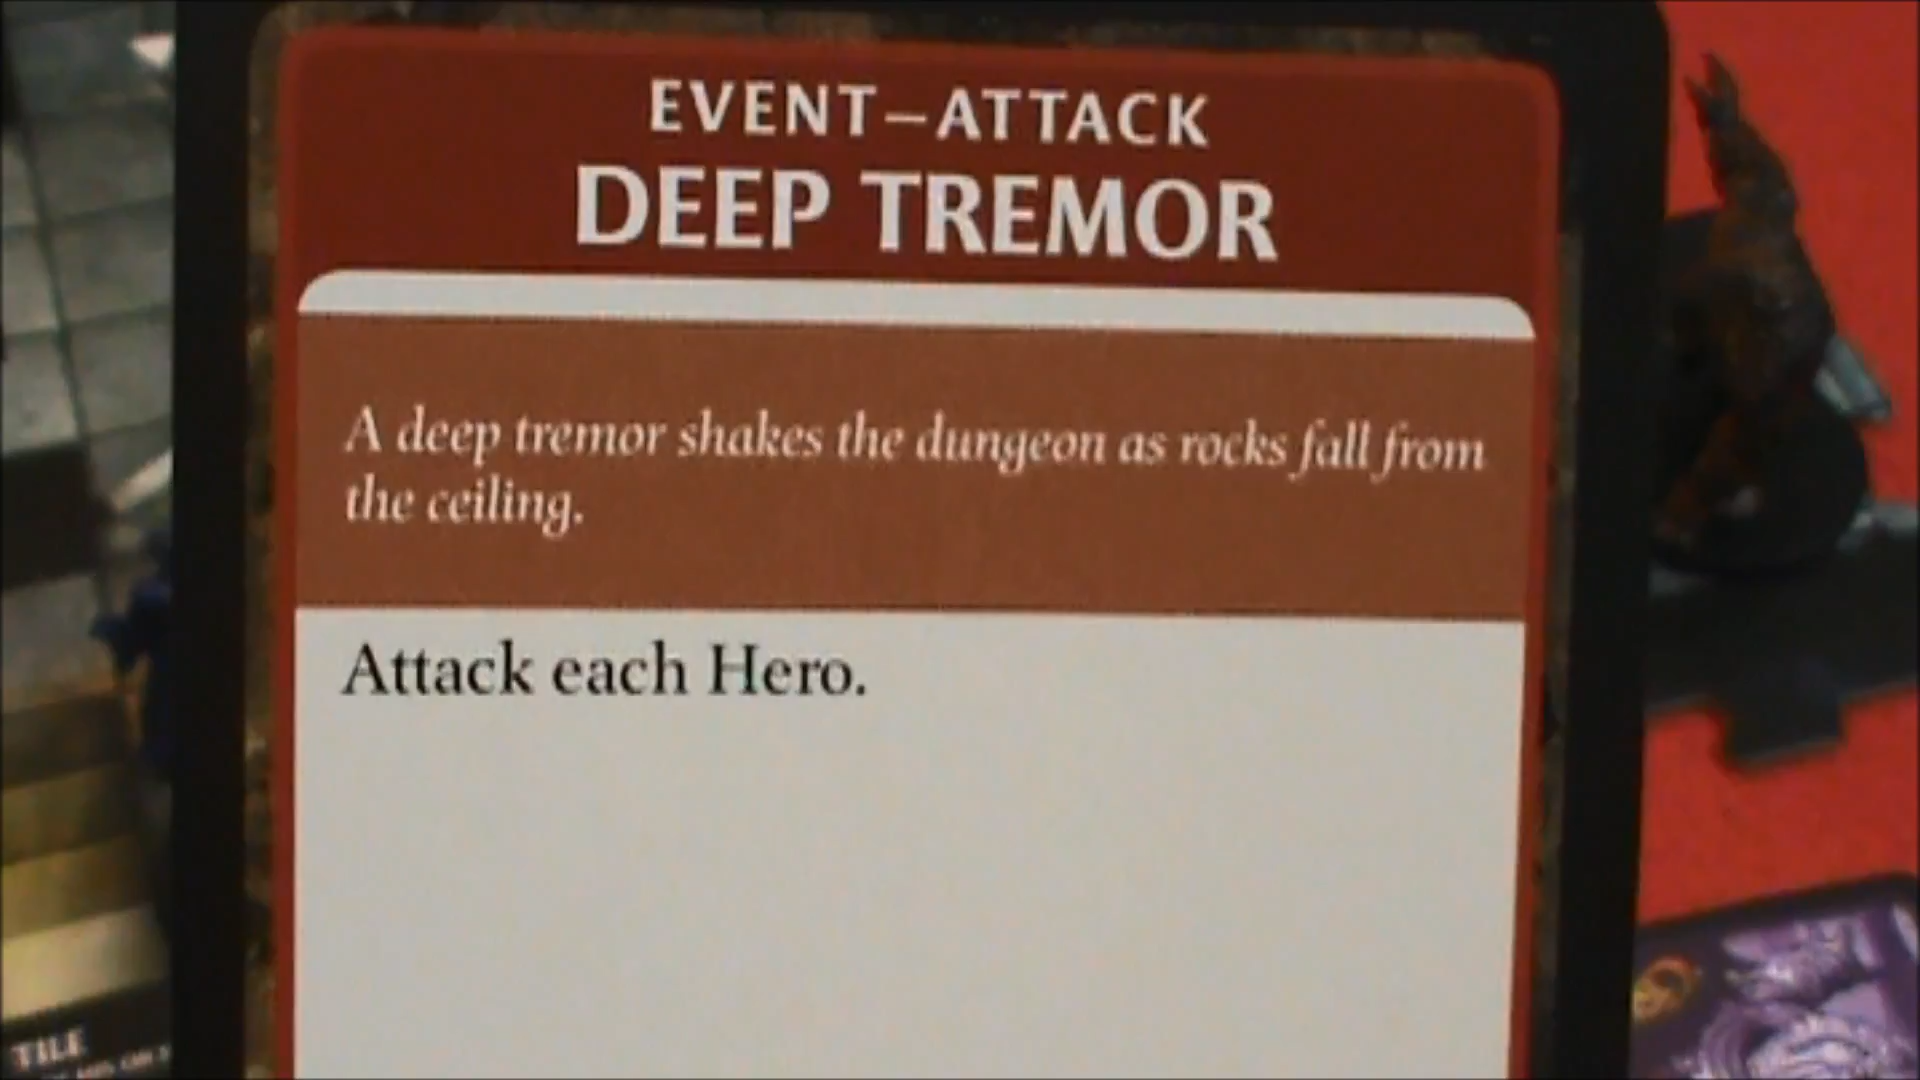 EVENT—ATTACK
DEEP TREMOR
A deep tremor shakes the dungeon as rocks fall from
the ceiling.
Attack each Hero.
TILE